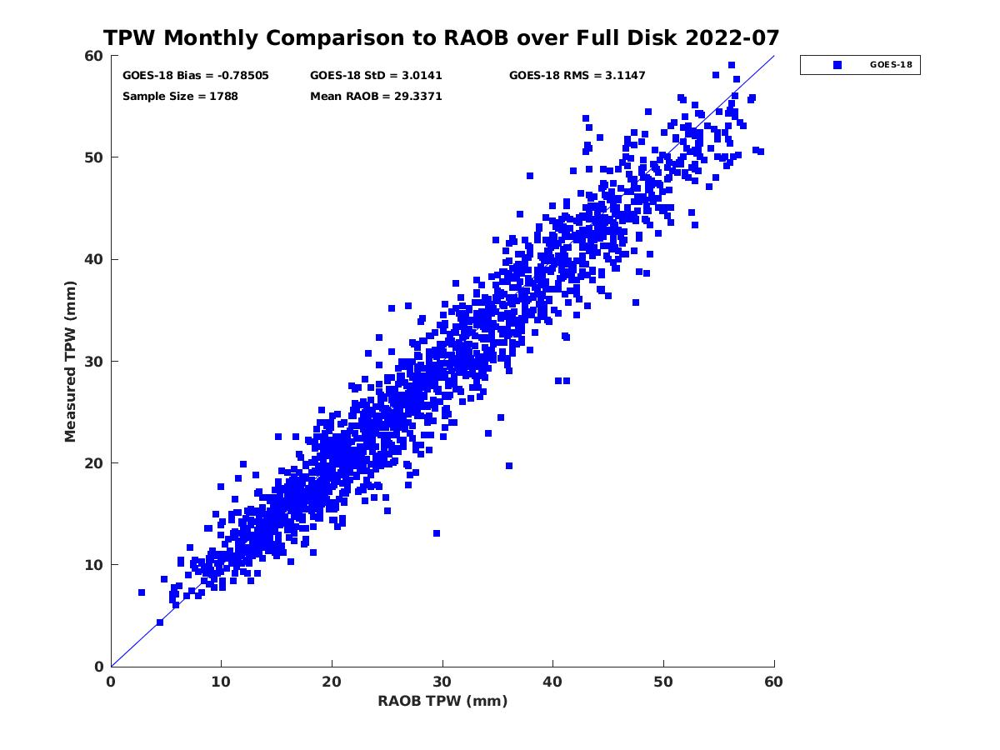 TPW Monthly Comparison to RAOB over Full Disk 2022-07
GOES-18 Bias = -0.78505 GOES-18 StD = 3.0141 GOES-18 RMS = 3.1147
Sample Size = 1788 Mean RAOB = 29.3371
GOES-18
60
50
40
30
20
10
0
Measured TPW (mm)
0 10 20 30 40 50 60
RAOB TPW (mm)